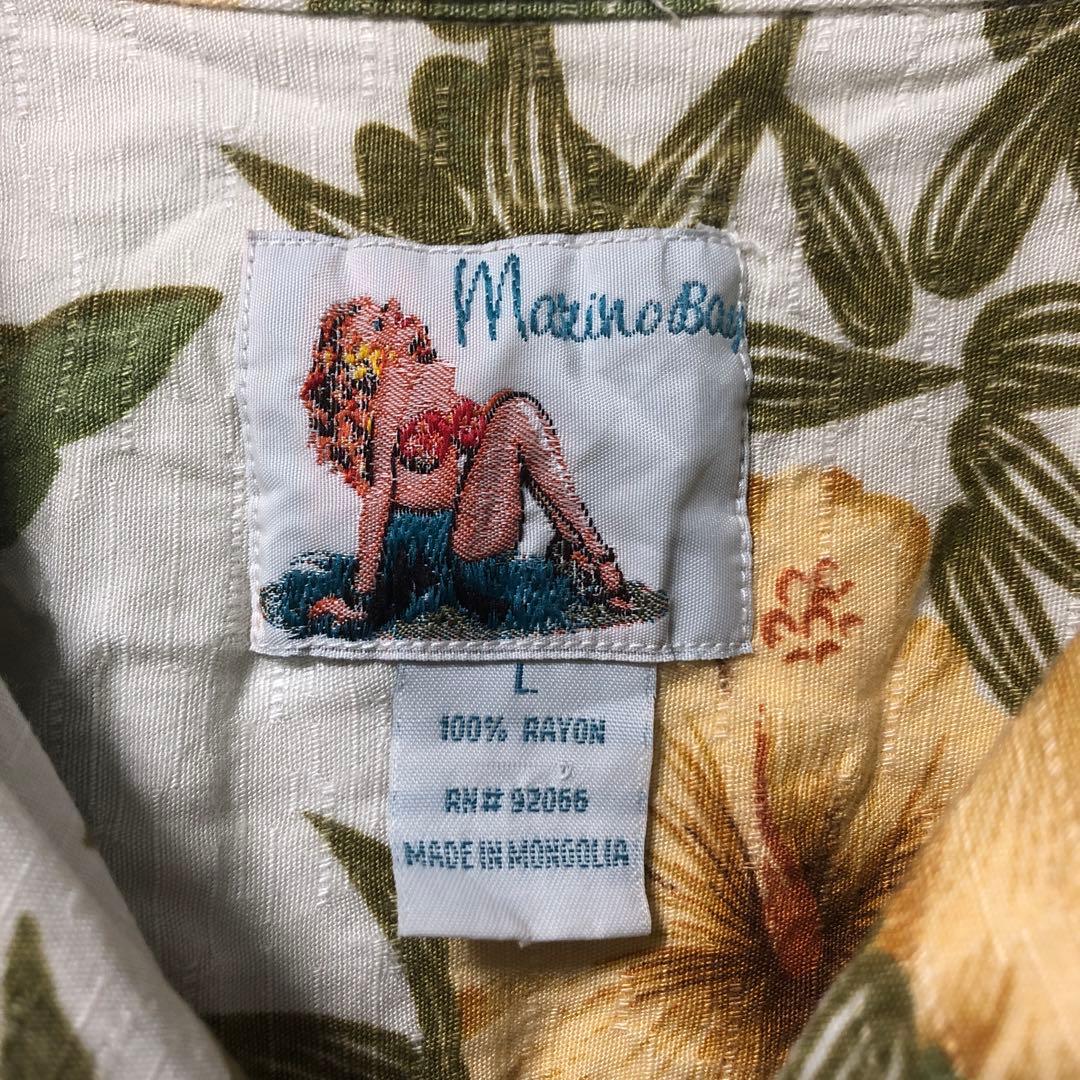 Marino Bay
L
100% RAYON
RN# 92066
MADE IN MONGOLIA